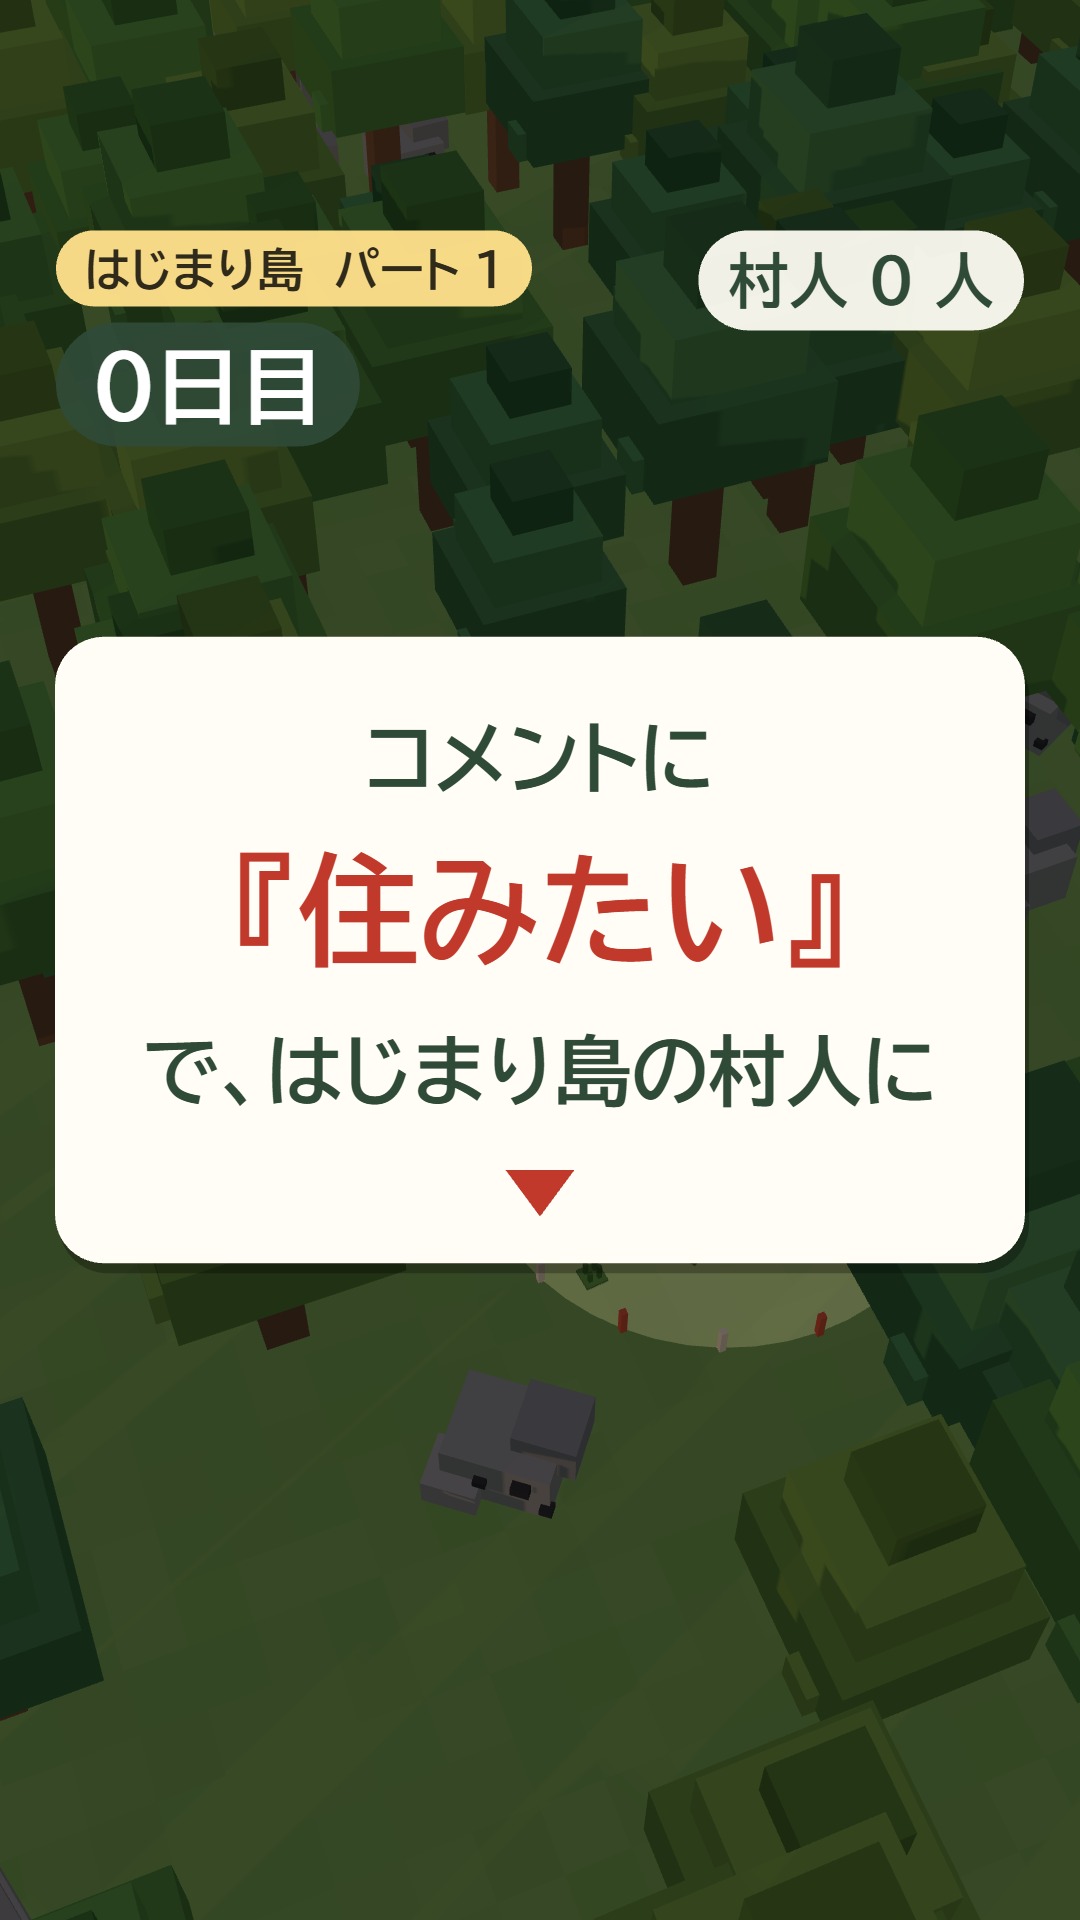 はじまり島 パート 1
村人 0 人
0日目
コメントに
『住みたい』
で、はじまり島の村人に